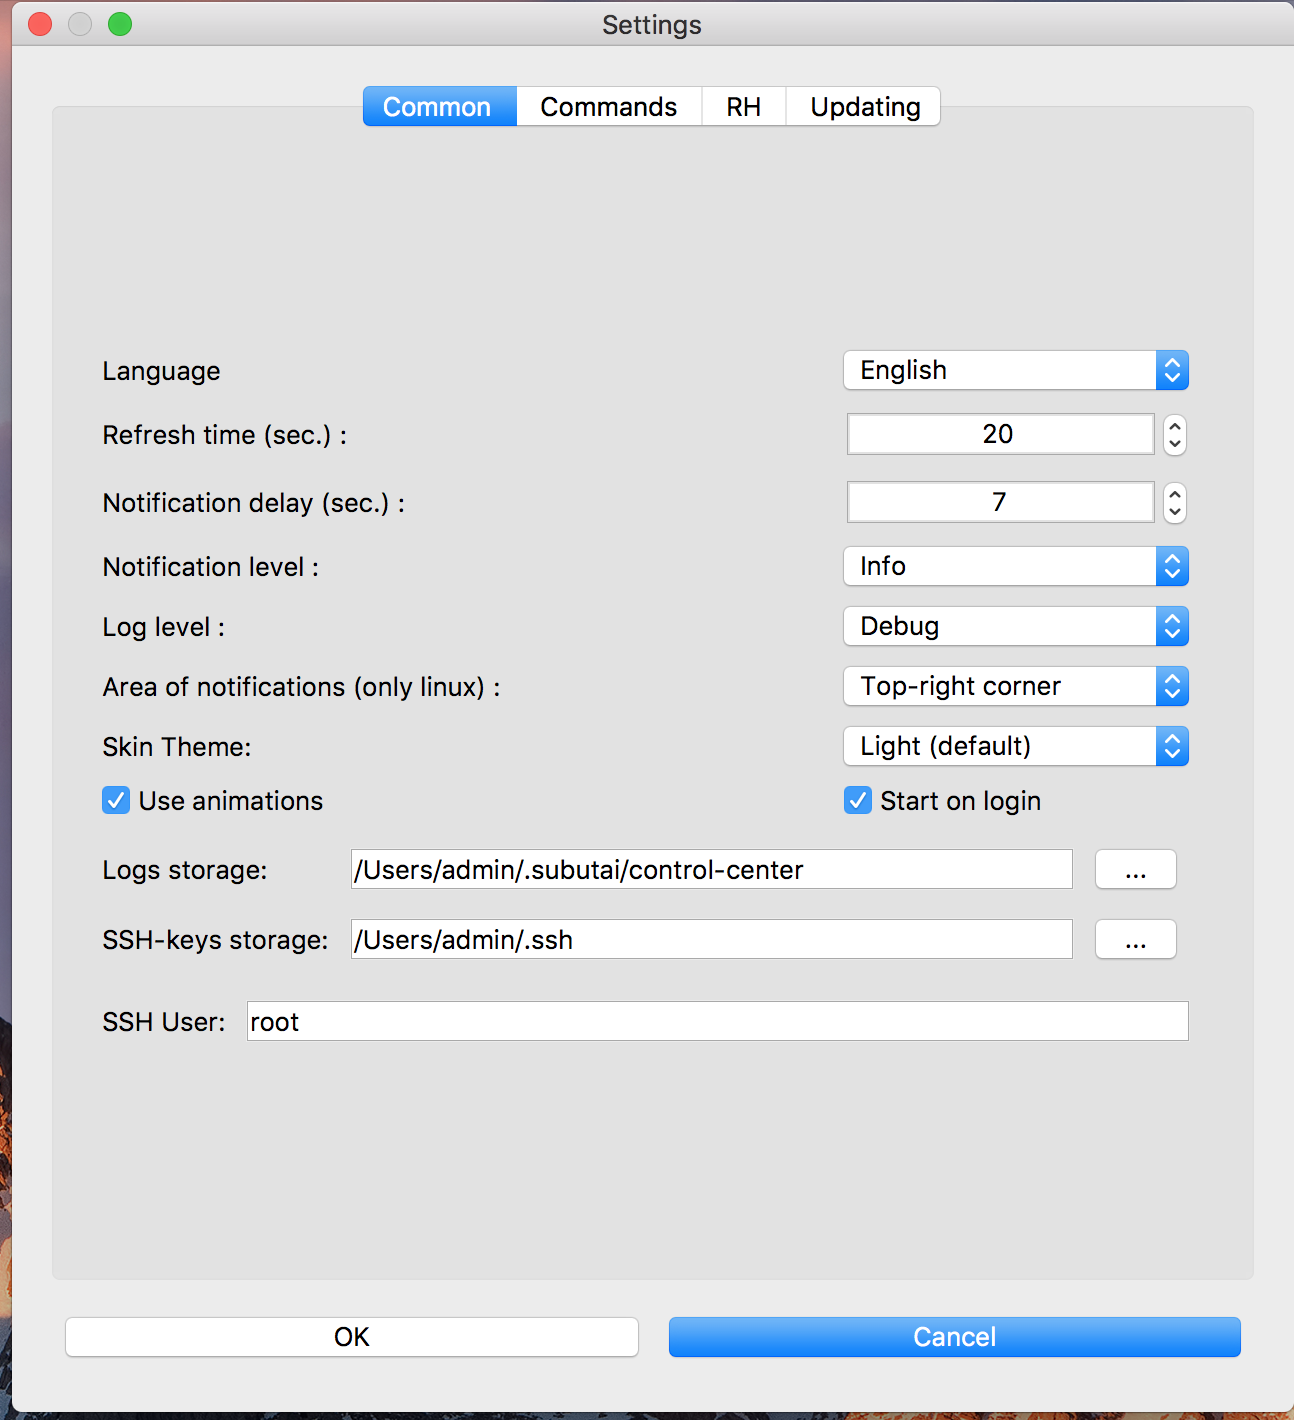 Settings
Common Commands RH Updating
Language English
Refresh time (sec.) : 20
Notification delay (sec.) : 7
Notification level : Info
Log level : Debug
Area of notifications (only linux) : Top-right corner
Skin Theme: Light (default)
Use animations Start on login
Logs storage: /Users/admin/.subutai/control-center ...
SSH-keys storage: /Users/admin/.ssh ...
SSH User: root
OK Cancel